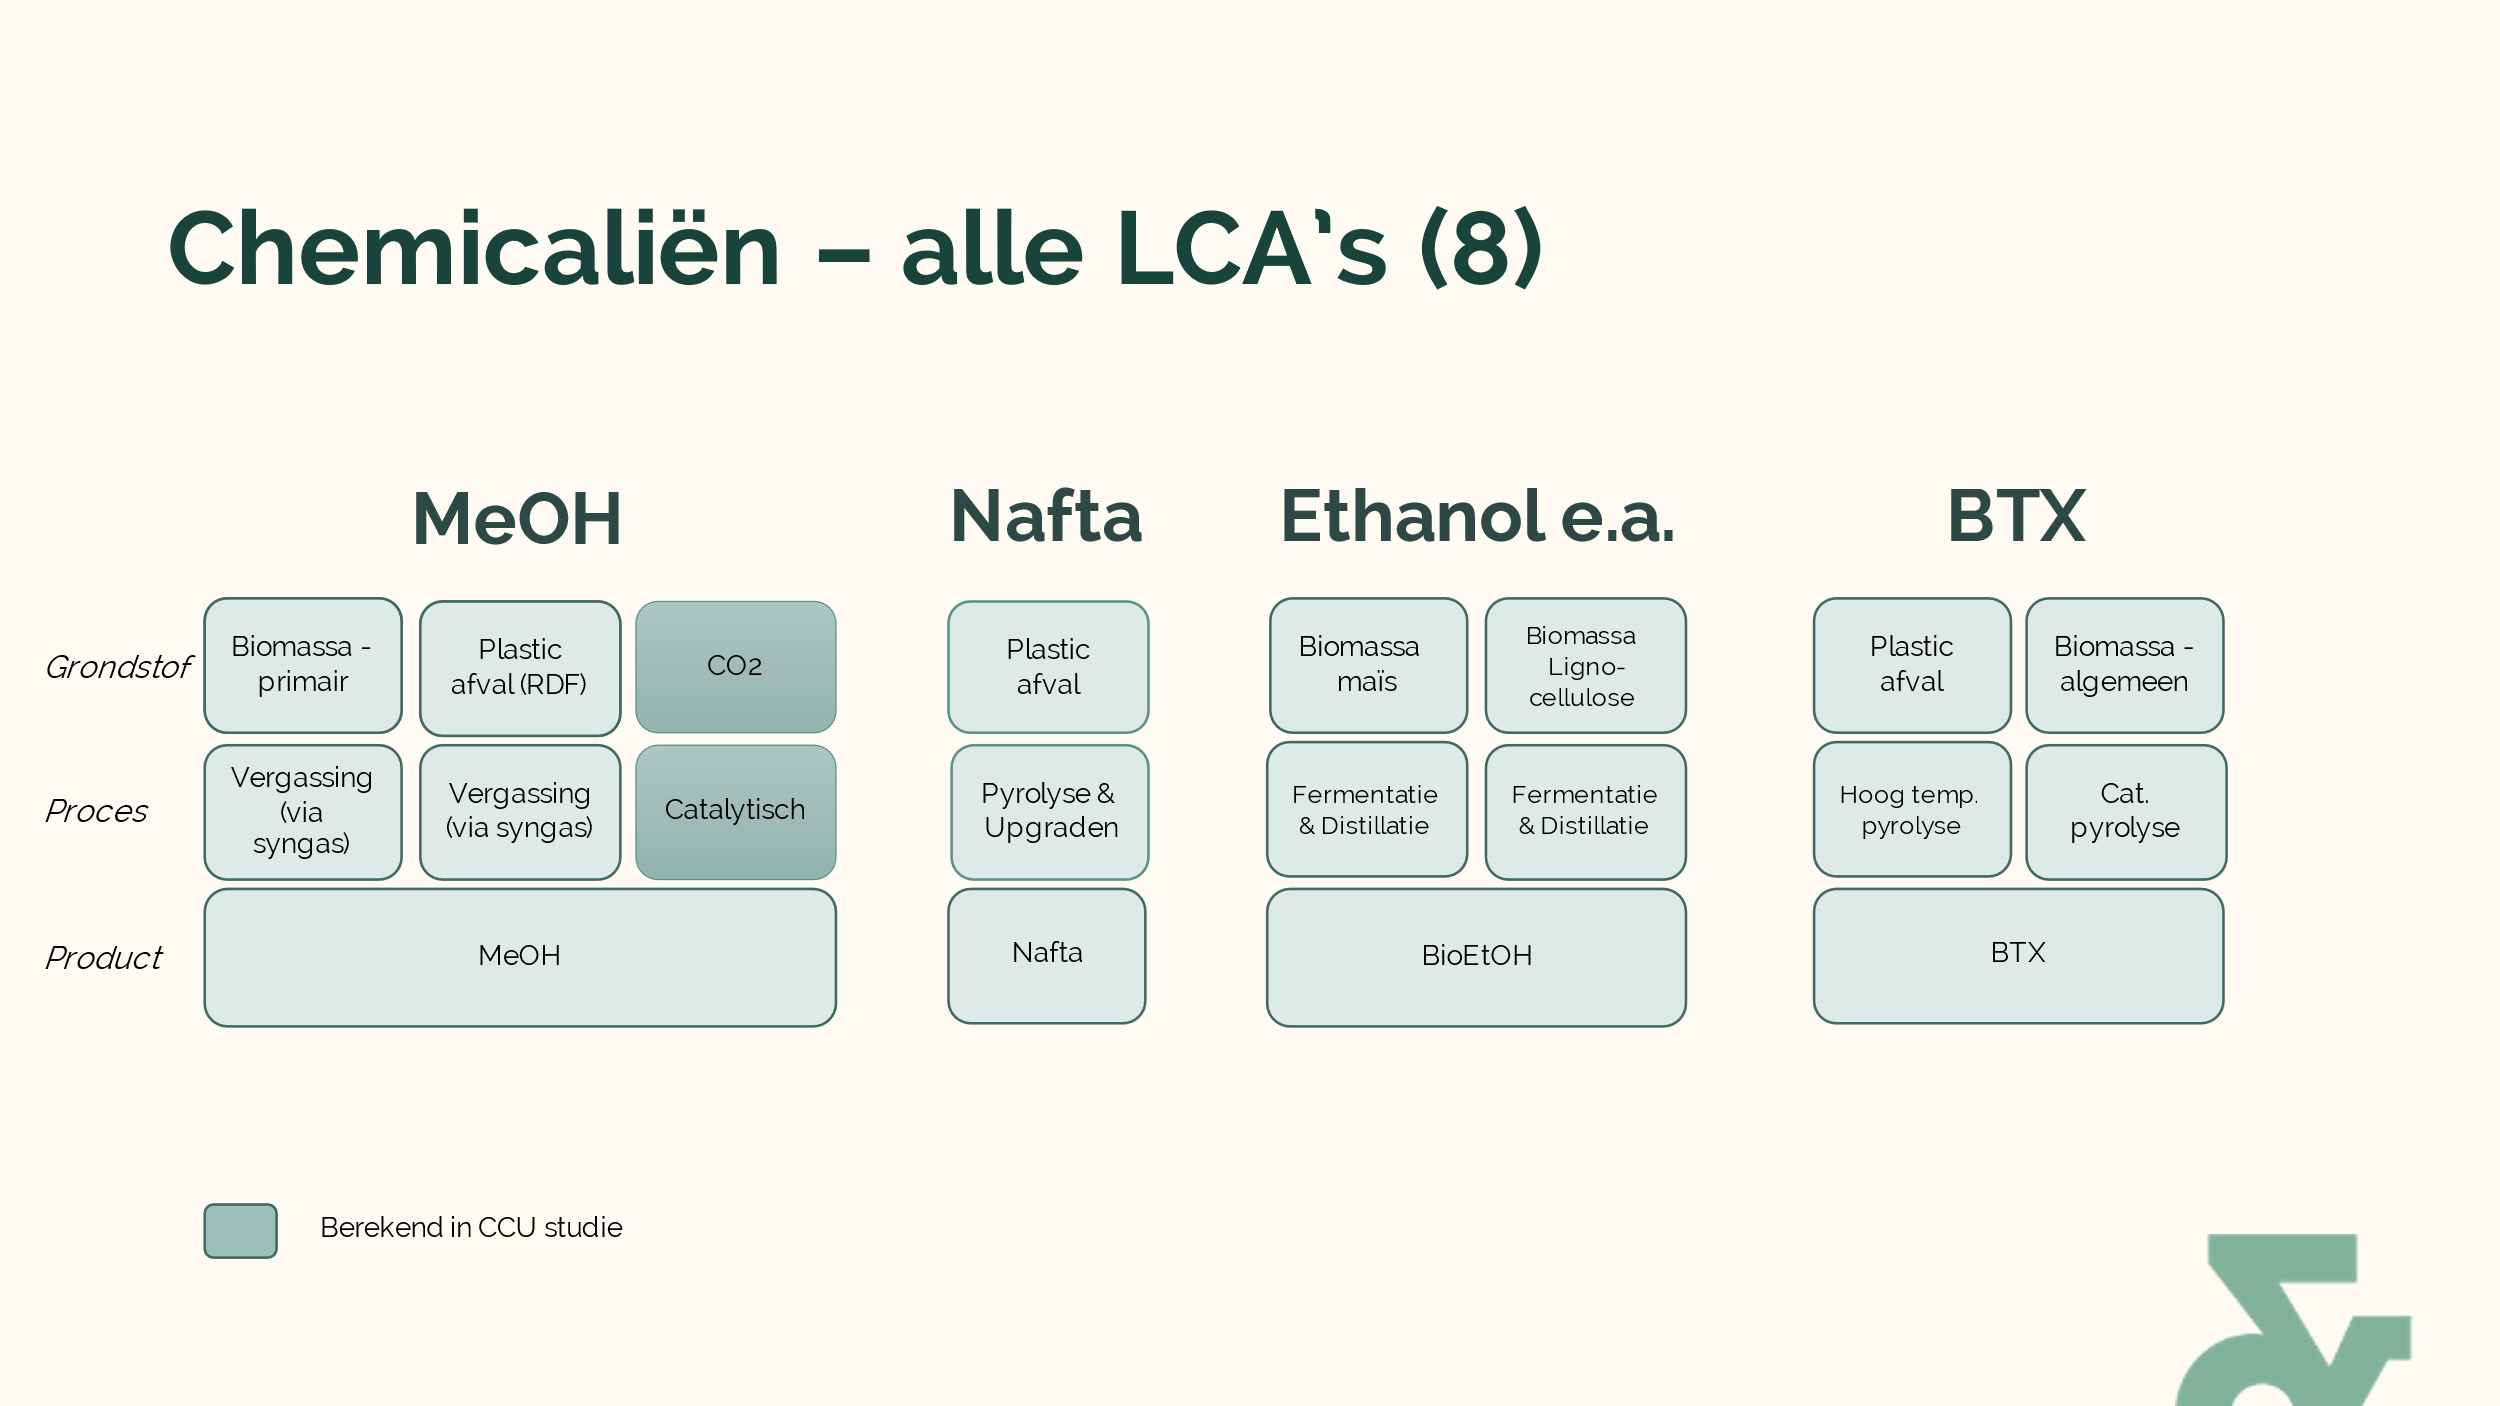 Chemicaliën – alle LCA's (8)
MeOH
Nafta
Ethanol e.a.
BTX
Grondstof
Biomassa -
primair
Plastic
afval (RDF)
CO2
Plastic
afval
Biomassa
maïs
Biomassa
Ligno-
cellulose
Plastic
afval
Biomassa -
algemeen
Proces
Vergassing
(via
syngas)
Vergassing
(via syngas)
Catalytisch
Pyrolyse &
Upgraden
Fermentatie
& Distillatie
Fermentatie
& Distillatie
Hoog temp.
pyrolyse
Cat.
pyrolyse
Product
MeOH
Nafta
BioEtOH
BTX
Berekend in CCU studie